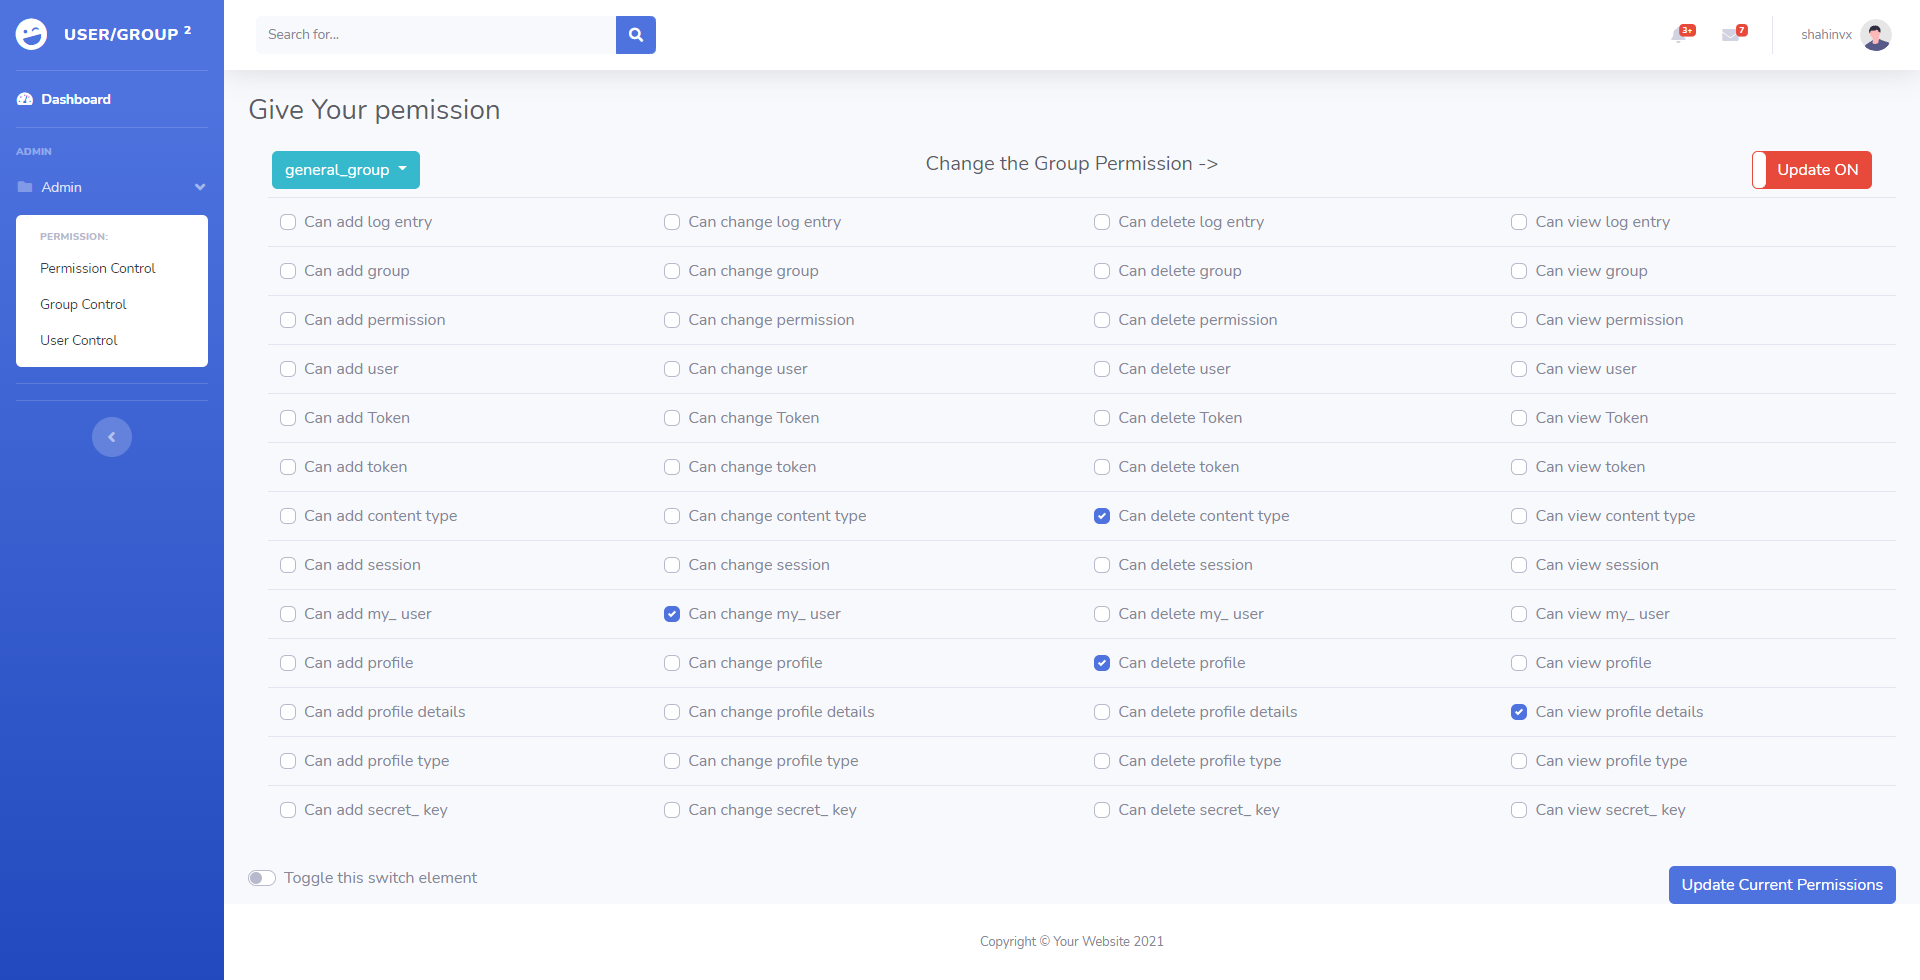 USER/GROUP 2
Search for...
3+
7
shahinvx
Dashboard
ADMIN
Admin
PERMISSION:
Permission Control
Group Control
User Control
Give Your pemission
general_group
Change the Group Permission ->
Update ON
Can add log entry Can change log entry Can delete log entry Can view log entry
Can add group Can change group Can delete group Can view group
Can add permission Can change permission Can delete permission Can view permission
Can add user Can change user Can delete user Can view user
Can add Token Can change Token Can delete Token Can view Token
Can add token Can change token Can delete token Can view token
Can add content type Can change content type Can delete content type Can view content type
Can add session Can change session Can delete session Can view session
Can add my_ user Can change my_ user Can delete my_ user Can view my_ user
Can add profile Can change profile Can delete profile Can view profile
Can add profile details Can change profile details Can delete profile details Can view profile details
Can add profile type Can change profile type Can delete profile type Can view profile type
Can add secret_ key Can change secret_ key Can delete secret_ key Can view secret_ key
Toggle this switch element
Update Current Permissions
Copyright © Your Website 2021